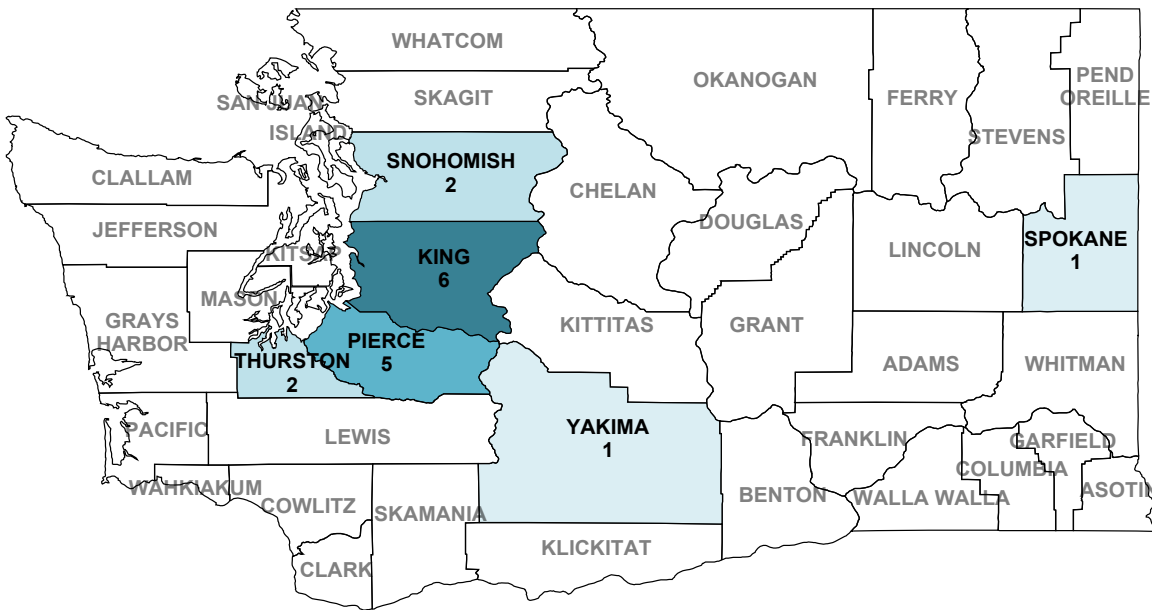 WHATCOM
OKANOGAN
FERRY
PEND
OREILLE
SKAGIT
SAN JUAN
ISLAND
STEVENS
SNOHOMISH
2
CLALLAM
CHELAN
JEFFERSON
DOUGLAS
KITSAP
KING
6
LINCOLN
SPOKANE
1
MASON
GRAYS
HARBOR
KITTITAS
GRANT
PIERCE
5
THURSTON
2
ADAMS
WHITMAN
PACIFIC
LEWIS
YAKIMA
1
FRANKLIN
GARFIELD
COLUMBIA
WAHKIAKUM
COWLITZ
SKAMANIA
BENTON
WALLA WALLA
ASOTIN
KLICKITAT
CLARK